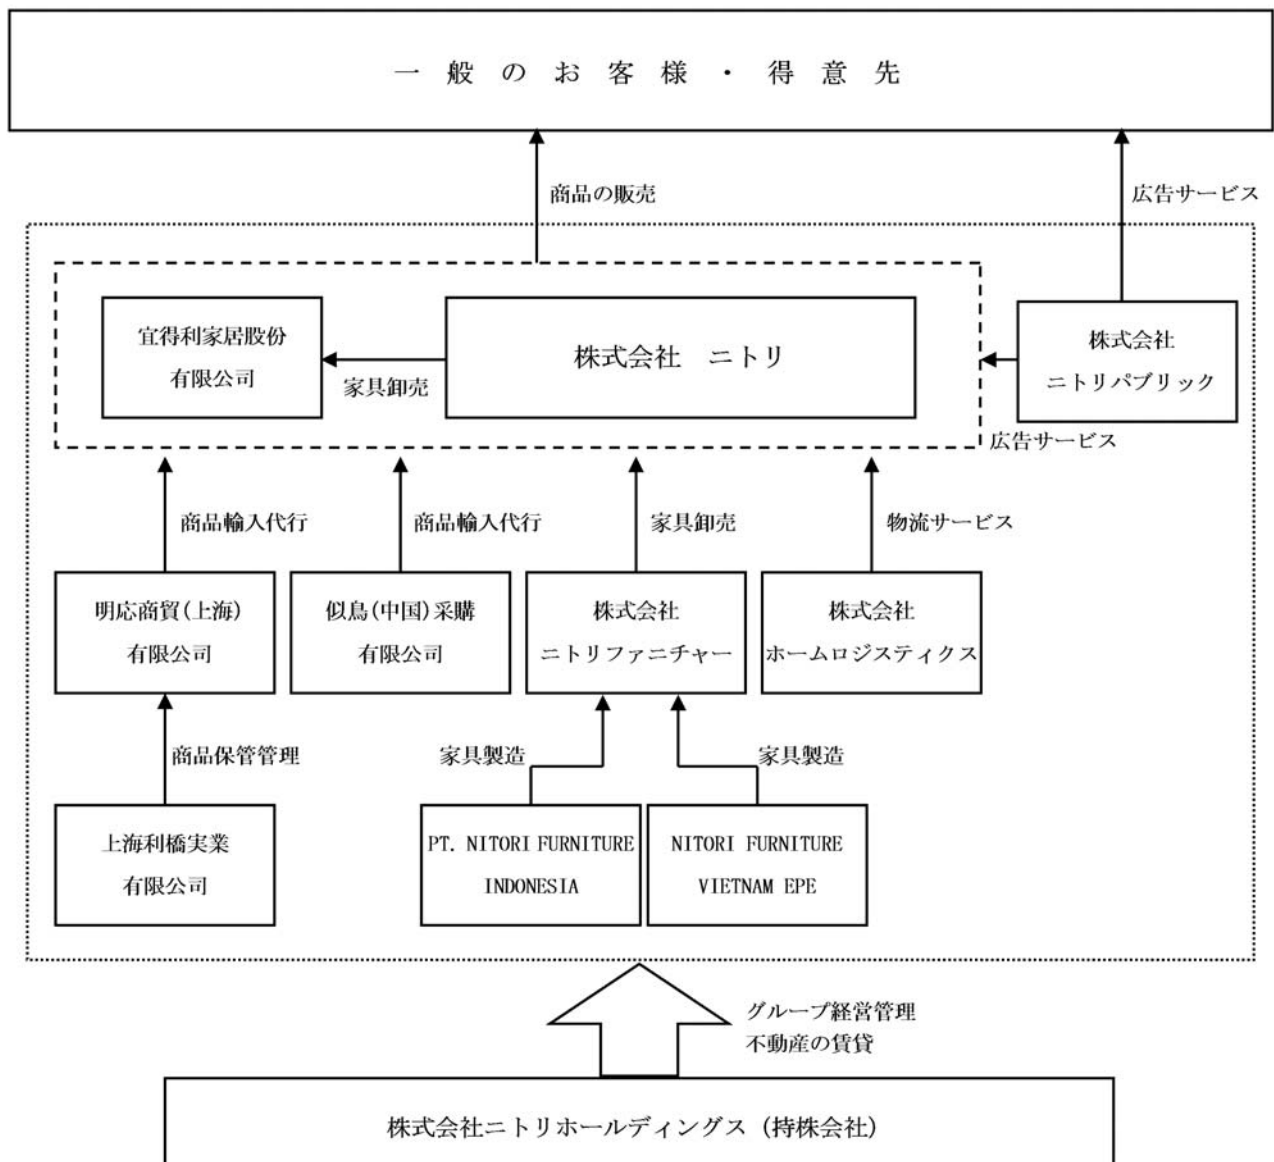 一般のお客様・得意先
商品の販売
広告サービス
宜得利家居股份
有限公司
家具卸売
株式会社　ニトリ
株式会社
ニトリパブリック
広告サービス
商品輸入代行
商品輸入代行
家具卸売
物流サービス
明応商貿(上海)
有限公司
似鳥(中国)采購
有限公司
株式会社
ニトリファニチャー
株式会社
ホームロジスティクス
商品保管管理
家具製造
家具製造
上海利橋実業
有限公司
PT. NITORI FURNITURE
INDONESIA
NITORI FURNITURE
VIETNAM EPE
グループ経営管理
不動産の賃貸
株式会社ニトリホールディングス（持株会社）